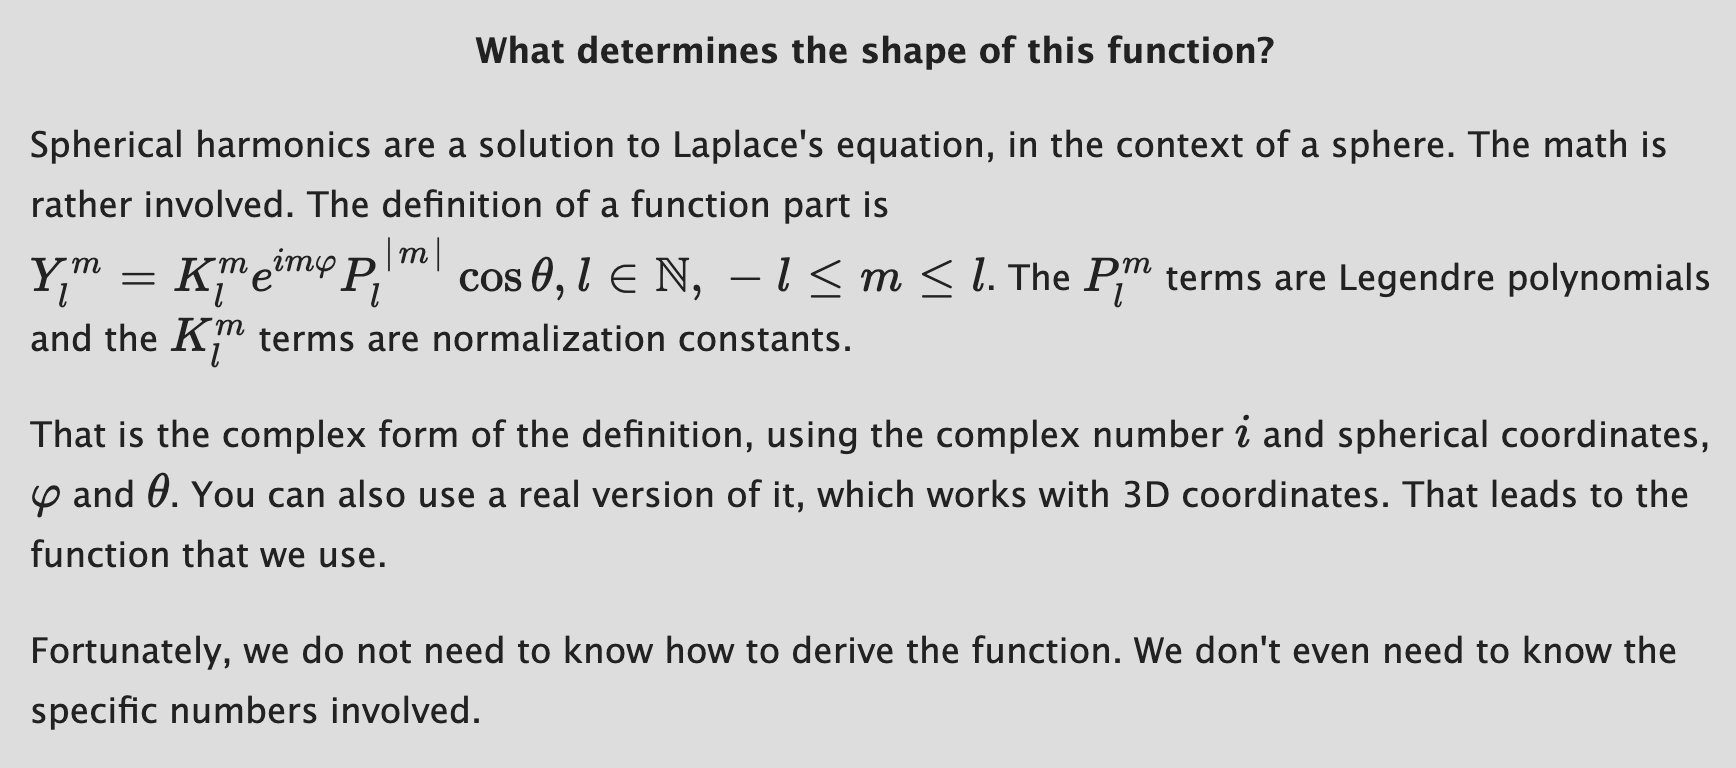 What determines the shape of this function?
Spherical harmonics are a solution to Laplace's equation, in the context of a sphere. The math is
rather involved. The definition of a function part is
$Y_l^m = K_l^m e^{im\varphi} P_l^{|m|} \cos\theta, l \in \mathbb{N}, -l \leq m \leq l$. The $P_l^m$ terms are Legendre polynomials
and the $K_l^m$ terms are normalization constants.
That is the complex form of the definition, using the complex number $i$ and spherical coordinates,
$\varphi$ and $\theta$. You can also use a real version of it, which works with 3D coordinates. That leads to the
function that we use.
Fortunately, we do not need to know how to derive the function. We don't even need to know the
specific numbers involved.